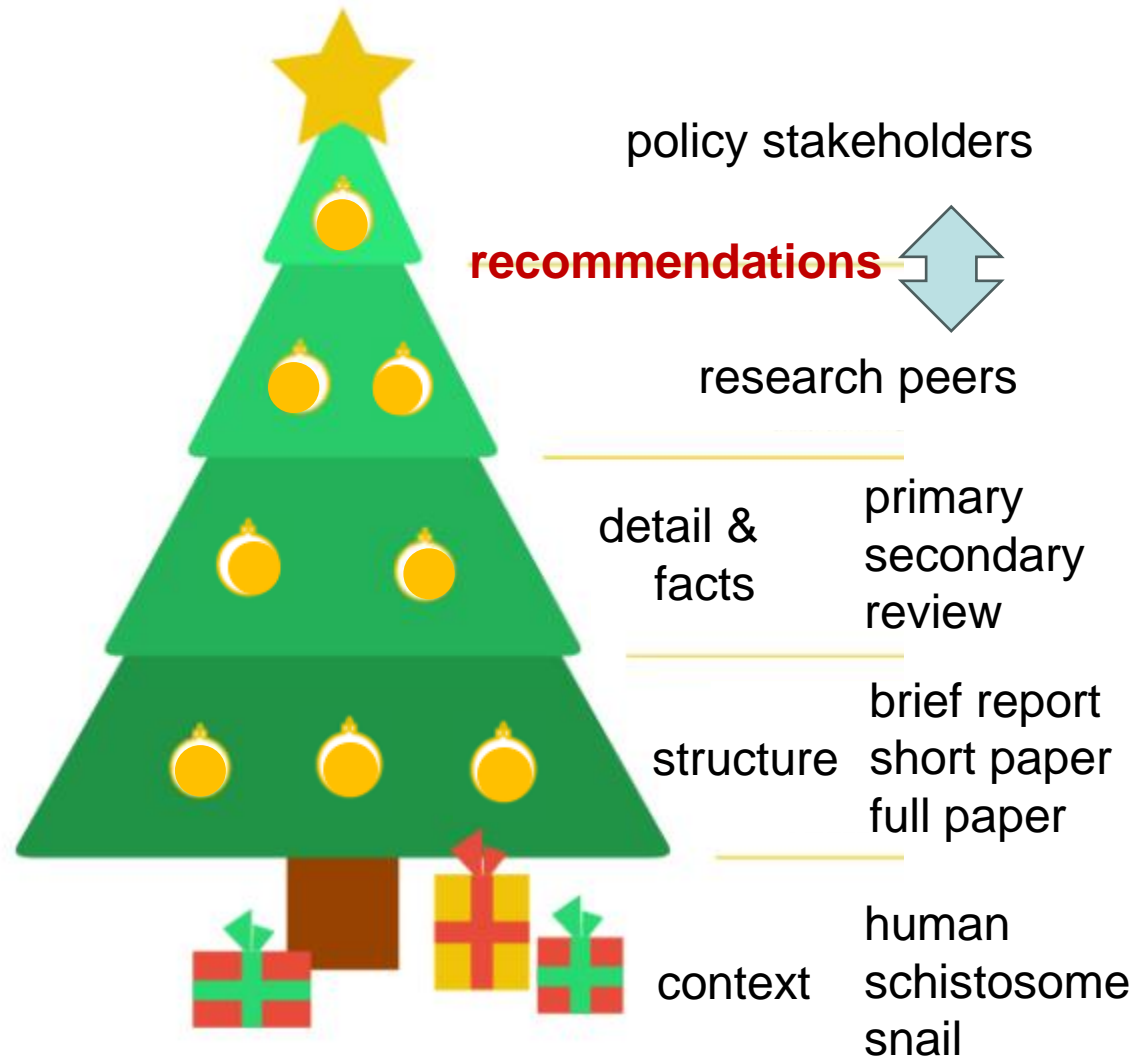 policy stakeholders
recommendations
research peers
detail &
facts
primary
secondary
review
structure
brief report
short paper
full paper
context
human
schistosome
snail